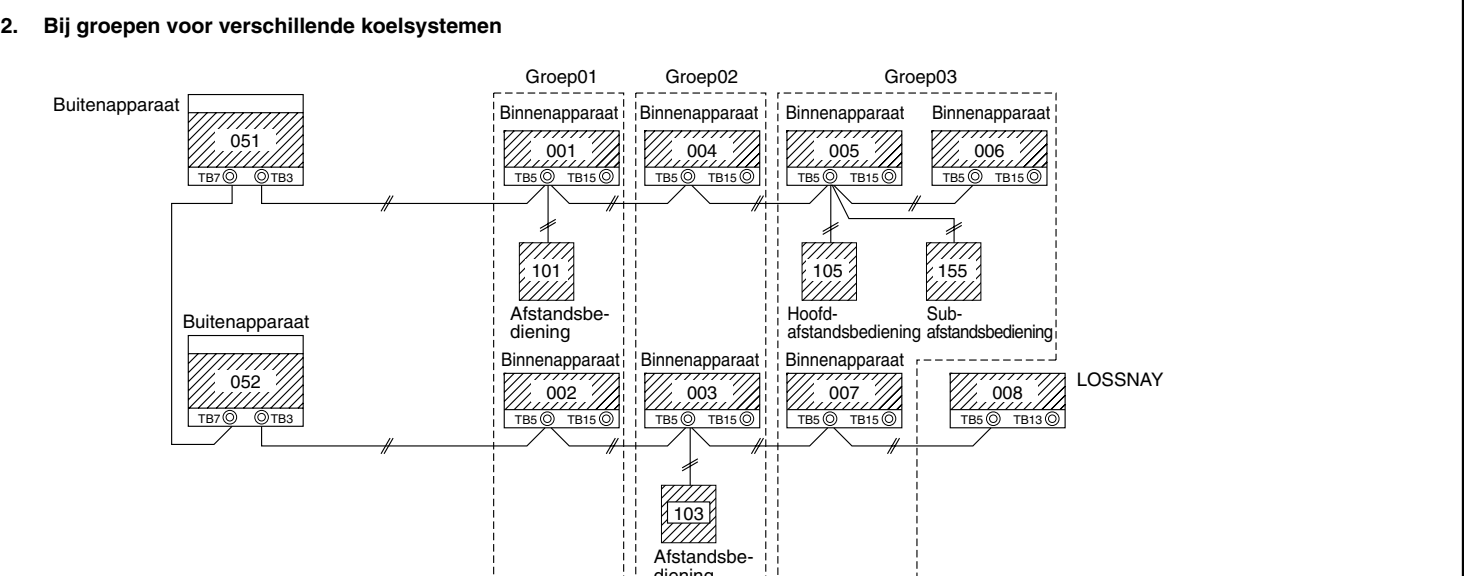 2. Bij groepen voor verschillende koelsystemen
Groep01 Groep02 Groep03
Buitenapparaat
Binnenapparaat Binnenapparaat Binnenapparaat Binnenapparaat
051
001 004 005 006
TB7 TB3 TB5 TB15 TB5 TB15 TB5 TB15 TB5 TB15
101 105 155
Afstandsbe-
diening
Hoofd-
afstandsbediening
Sub-
afstandsbediening
Buitenapparaat
Binnenapparaat Binnenapparaat Binnenapparaat
LOSSNAY
052
002 003 007 008
TB7 TB3 TB5 TB15 TB5 TB15 TB5 TB15 TB5 TB13
103
Afstandsbe-
diening